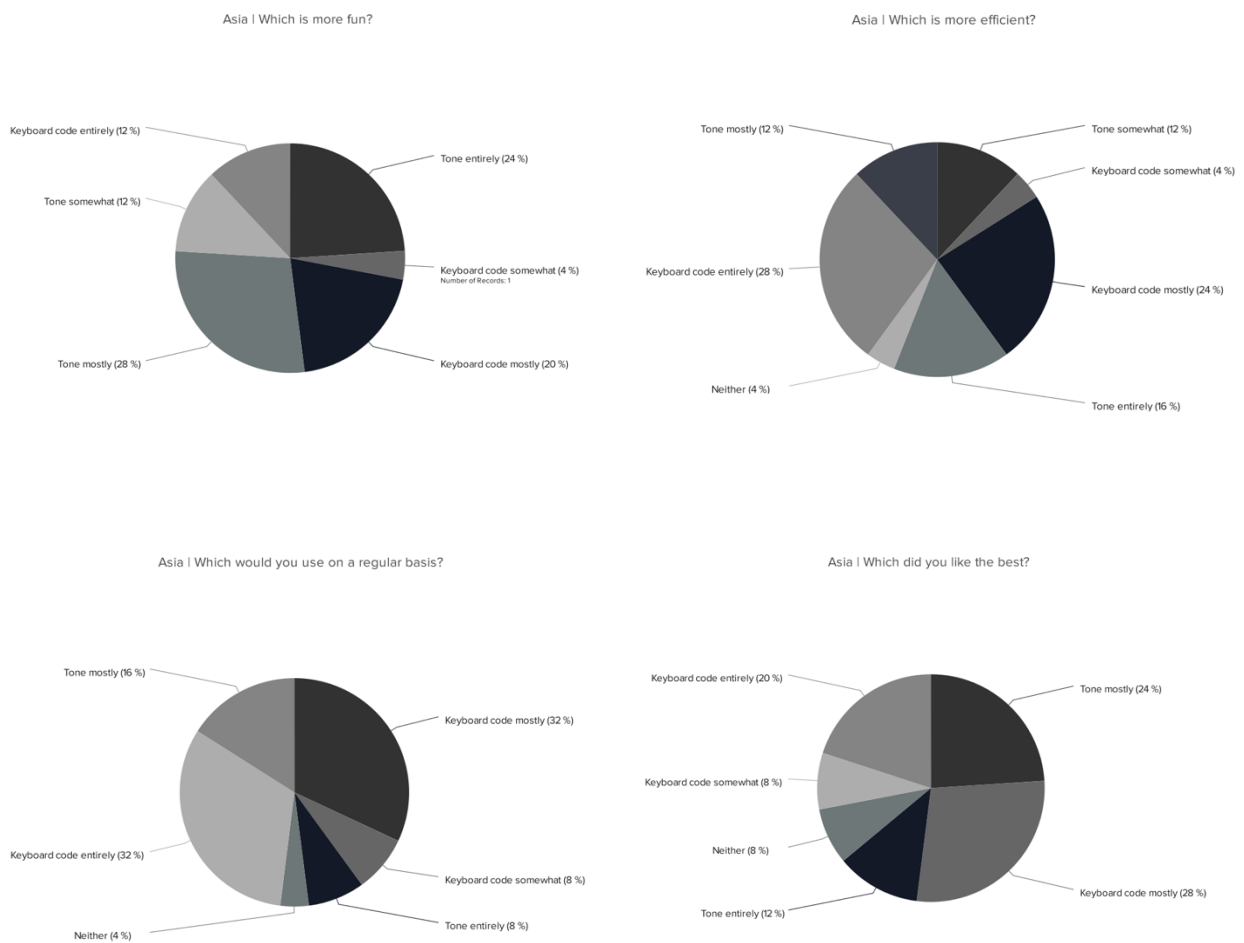 Asia | Which is more fun?
Keyboard code entirely (12 %)
Tone entirely (24 %)
Tone somewhat (12 %)
Keyboard code somewhat (4 %)
Number of Records: 1
Tone mostly (28 %)
Keyboard code mostly (20 %)
Asia | Which is more efficient?
Tone mostly (12 %)
Tone somewhat (12 %)
Keyboard code somewhat (4 %)
Keyboard code entirely (28 %)
Keyboard code mostly (24 %)
Neither (4 %)
Tone entirely (16 %)
Asia | Which would you use on a regular basis?
Tone mostly (16 %)
Keyboard code mostly (32 %)
Keyboard code entirely (32 %)
Keyboard code somewhat (8 %)
Tone entirely (8 %)
Neither (4 %)
Asia | Which did you like the best?
Keyboard code entirely (20 %)
Tone mostly (24 %)
Keyboard code somewhat (8 %)
Neither (8 %)
Keyboard code mostly (28 %)
Tone entirely (12 %)